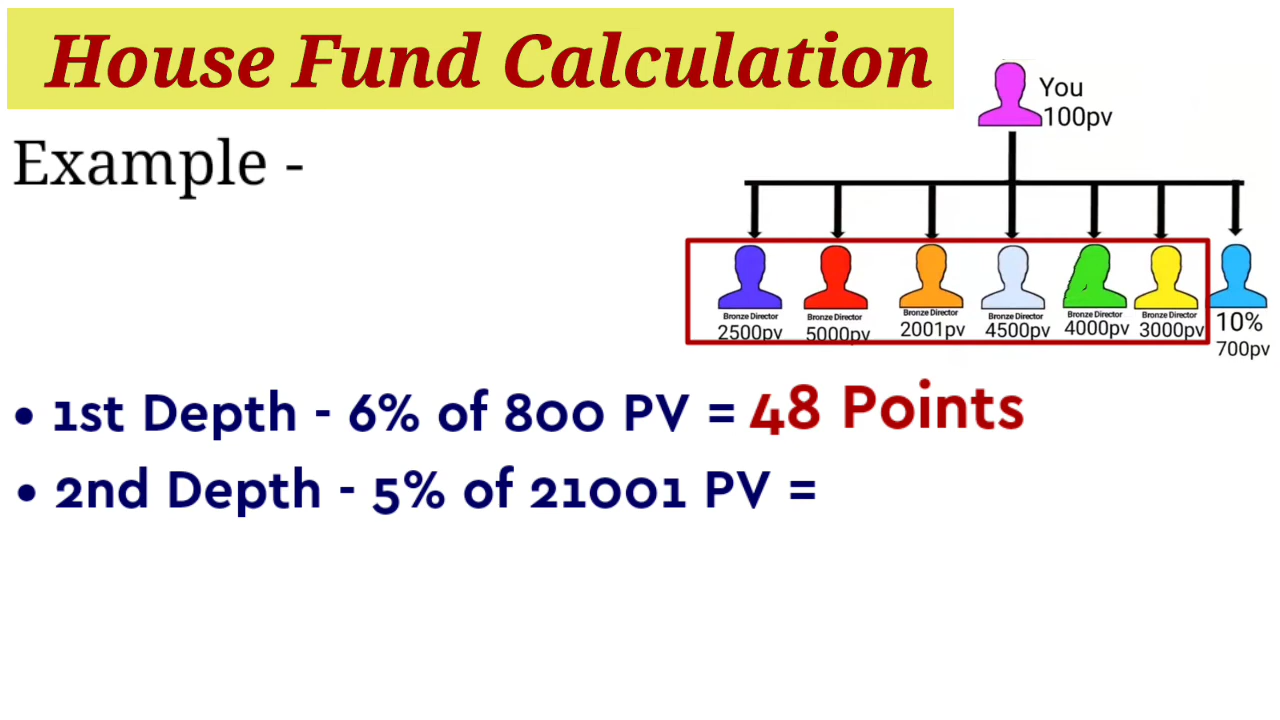 House Fund Calculation
You
100pv
Example -
Bronze Director Bronze Director Bronze Director Bronze Director Bronze Director Bronze Director
2500pv 5000pv 2001pv 4500pv 4000pv 3000pv 10%
700pv
• 1st Depth - 6% of 800 PV = 48 Points
• 2nd Depth - 5% of 21001 PV =